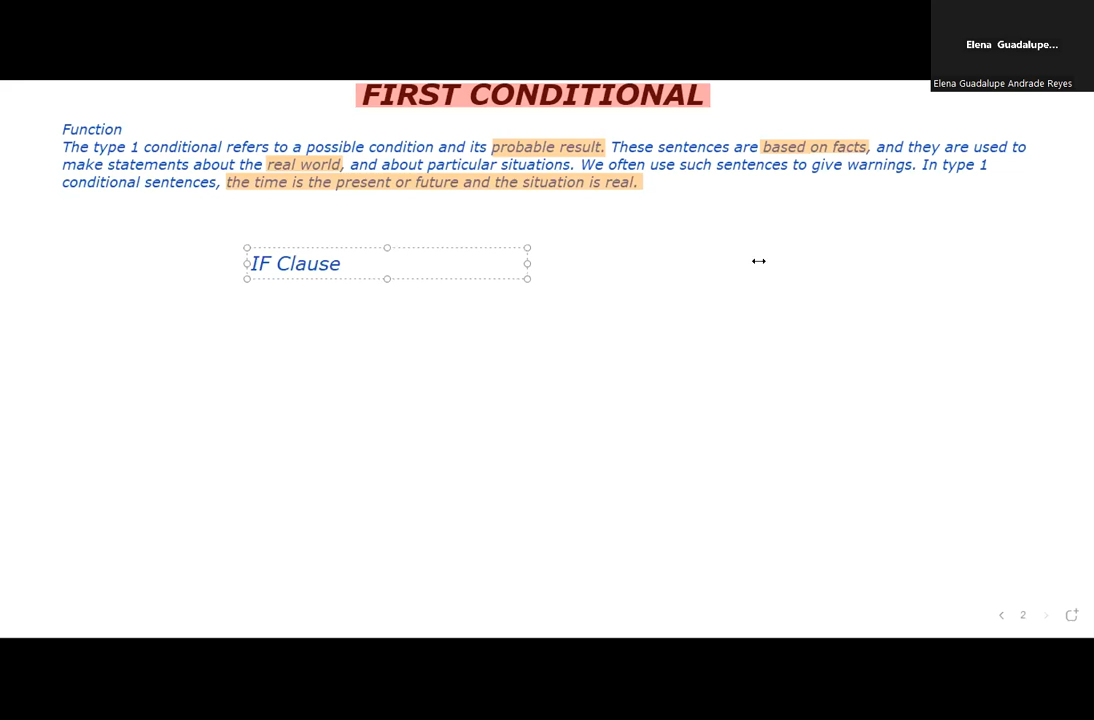 Elena Guadalupe...
Elena Guadalupe Andrade Reyes
FIRST CONDITIONAL
Function
The type 1 conditional refers to a possible condition and its probable result. These sentences are based on facts, and they are used to
make statements about the real world, and about particular situations. We often use such sentences to give warnings. In type 1
conditional sentences, the time is the present or future and the situation is real.
IF Clause
2